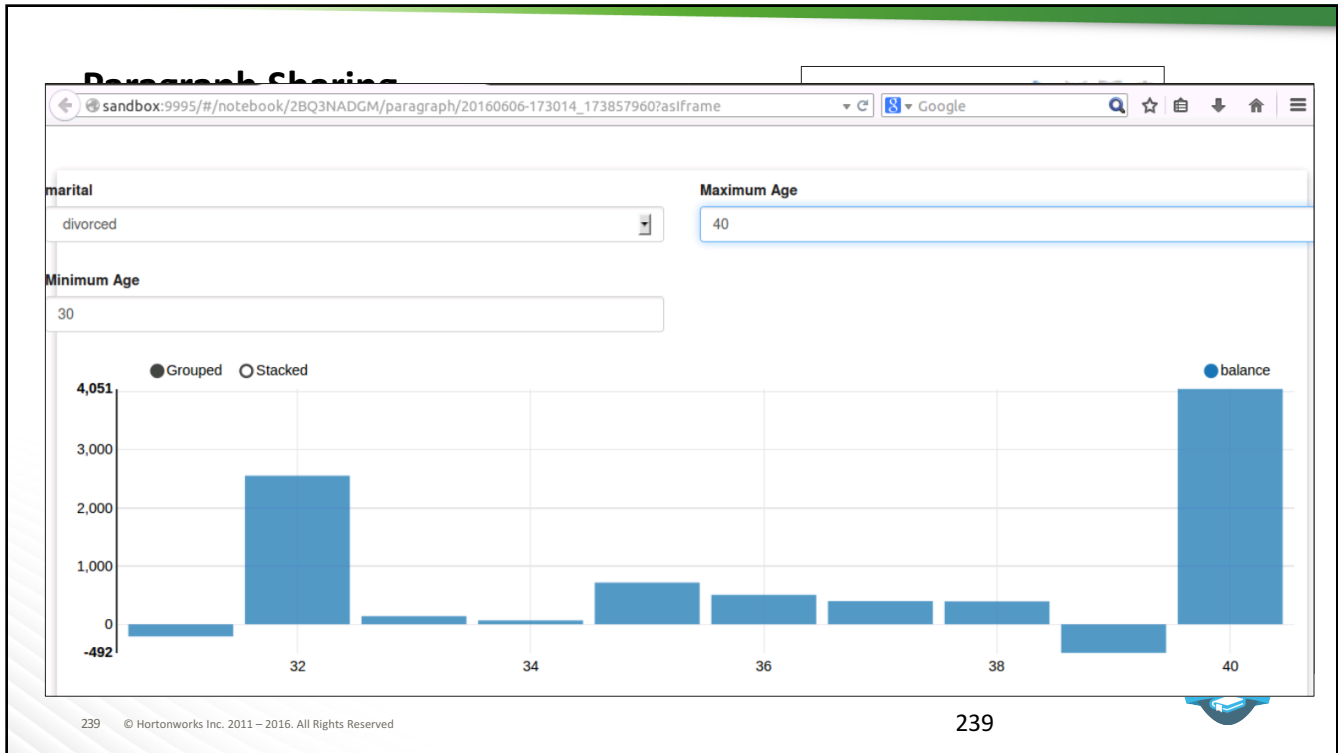 Paragraph Sharing
sandbox:9995/#/notebook/2BQ3NADGM/paragraph/20160606-173014_173857960?asIframe
Google
marital
Maximum Age
divorced
40
Minimum Age
30
Grouped Stacked
balance
4,051
3,000
2,000
1,000
0
-492
32 34 36 38 40
239 © Hortonworks Inc. 2011 – 2016. All Rights Reserved
239